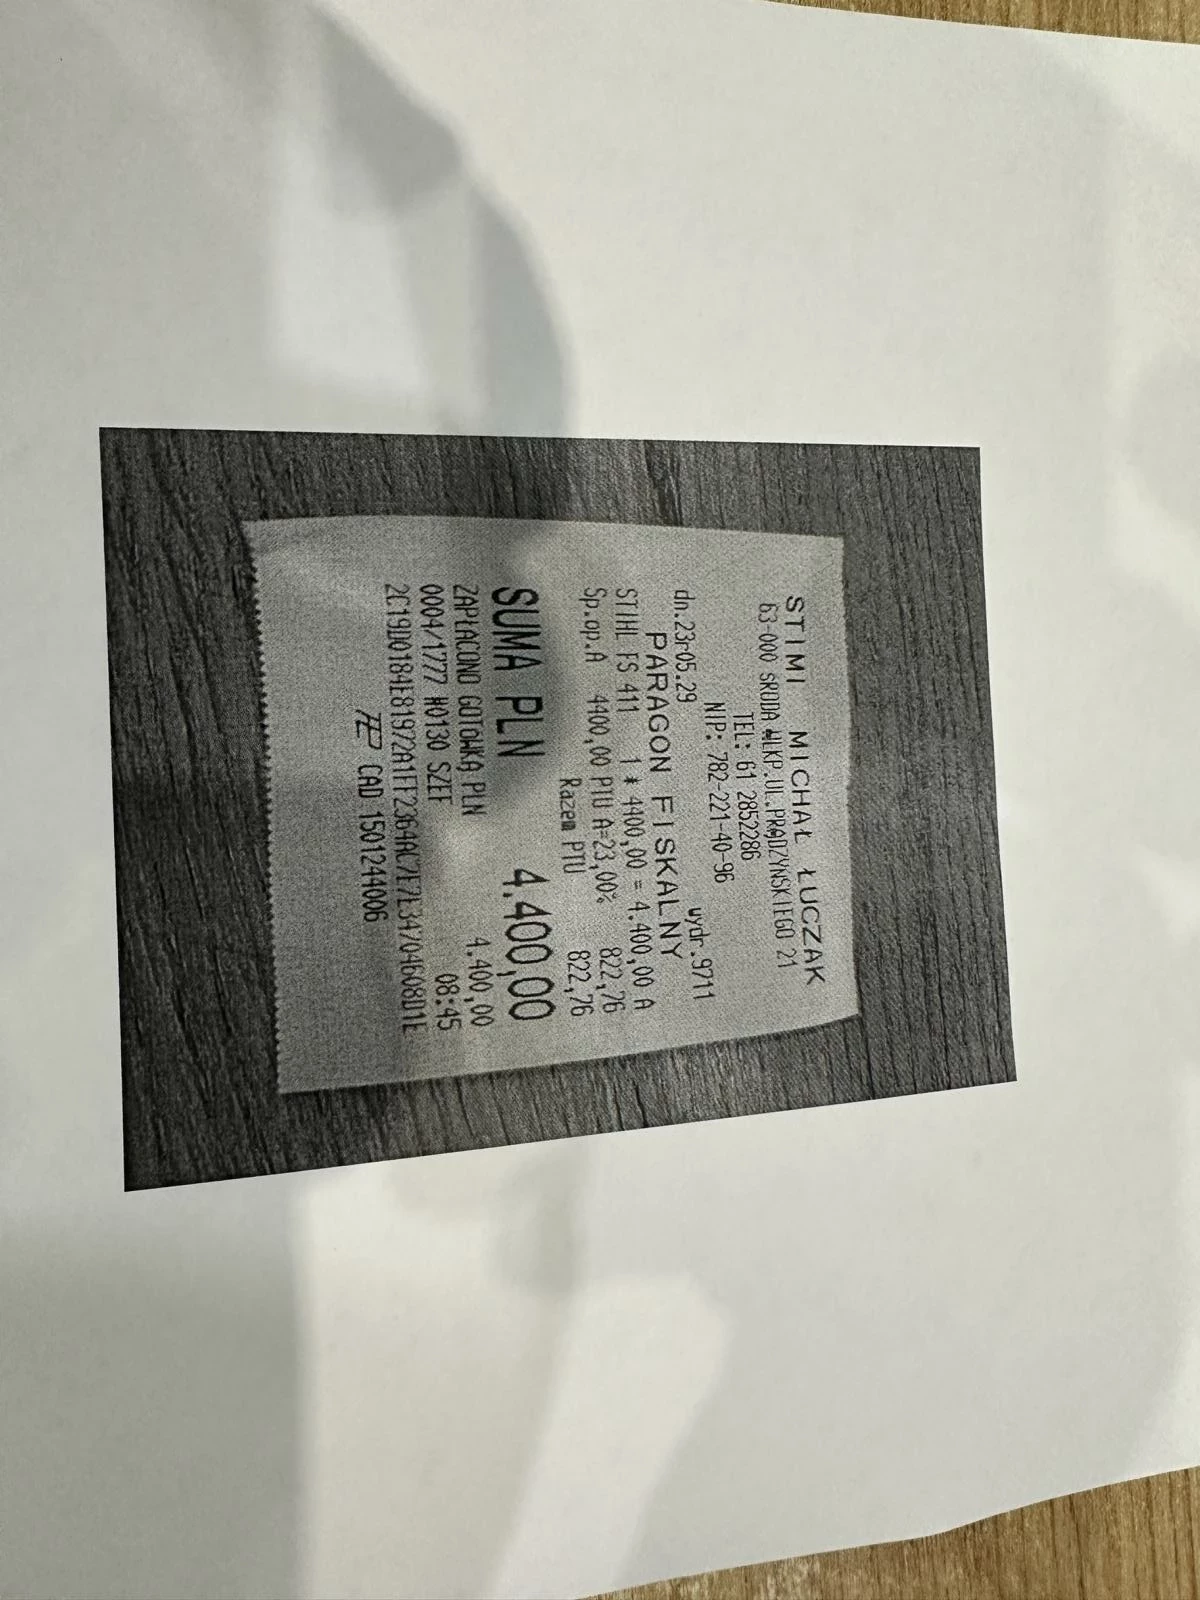 STIMI MICHAŁ ŁUCZAK
63-000 ŚRODA WLKP.UL.PRĄDZYŃSKIEGO 21
TEL: 61 2852286
NIP: 782-221-40-96
dn.23r05.29 wydr.9711
PARAGON FISKALNY
STIHL FS 411 1 * 4400,00 = 4.400,00 A
Sp.op.A 4400,00 PTU A=23,00% 822,76
Razem PTU 822,76
SUMA PLN 4.400,00
ZAPŁACONO GOTÓWKĄ PLN 4.400,00
0004/1777 #0130 SZEF 08:45
CAD 1501244006